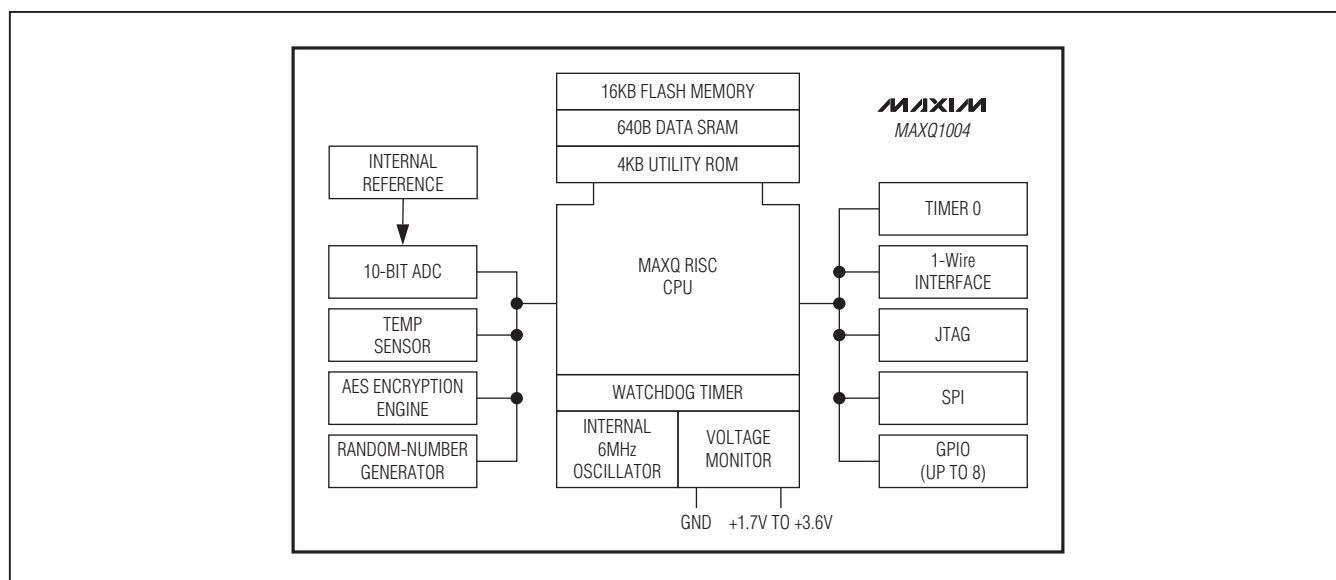 16KB FLASH MEMORY
640B DATA SRAM
4KB UTILITY ROM
MAXIM
MAXQ1004
INTERNAL
REFERENCE
10-BIT ADC
TEMP
SENSOR
AES ENCRYPTION
ENGINE
RANDOM-NUMBER
GENERATOR
MAXQ RISC
CPU
WATCHDOG TIMER
INTERNAL
6MHz
OSCILLATOR
VOLTAGE
MONITOR
GND
+1.7V TO +3.6V
TIMER 0
1-Wire
INTERFACE
JTAG
SPI
GPIO
(UP TO 8)